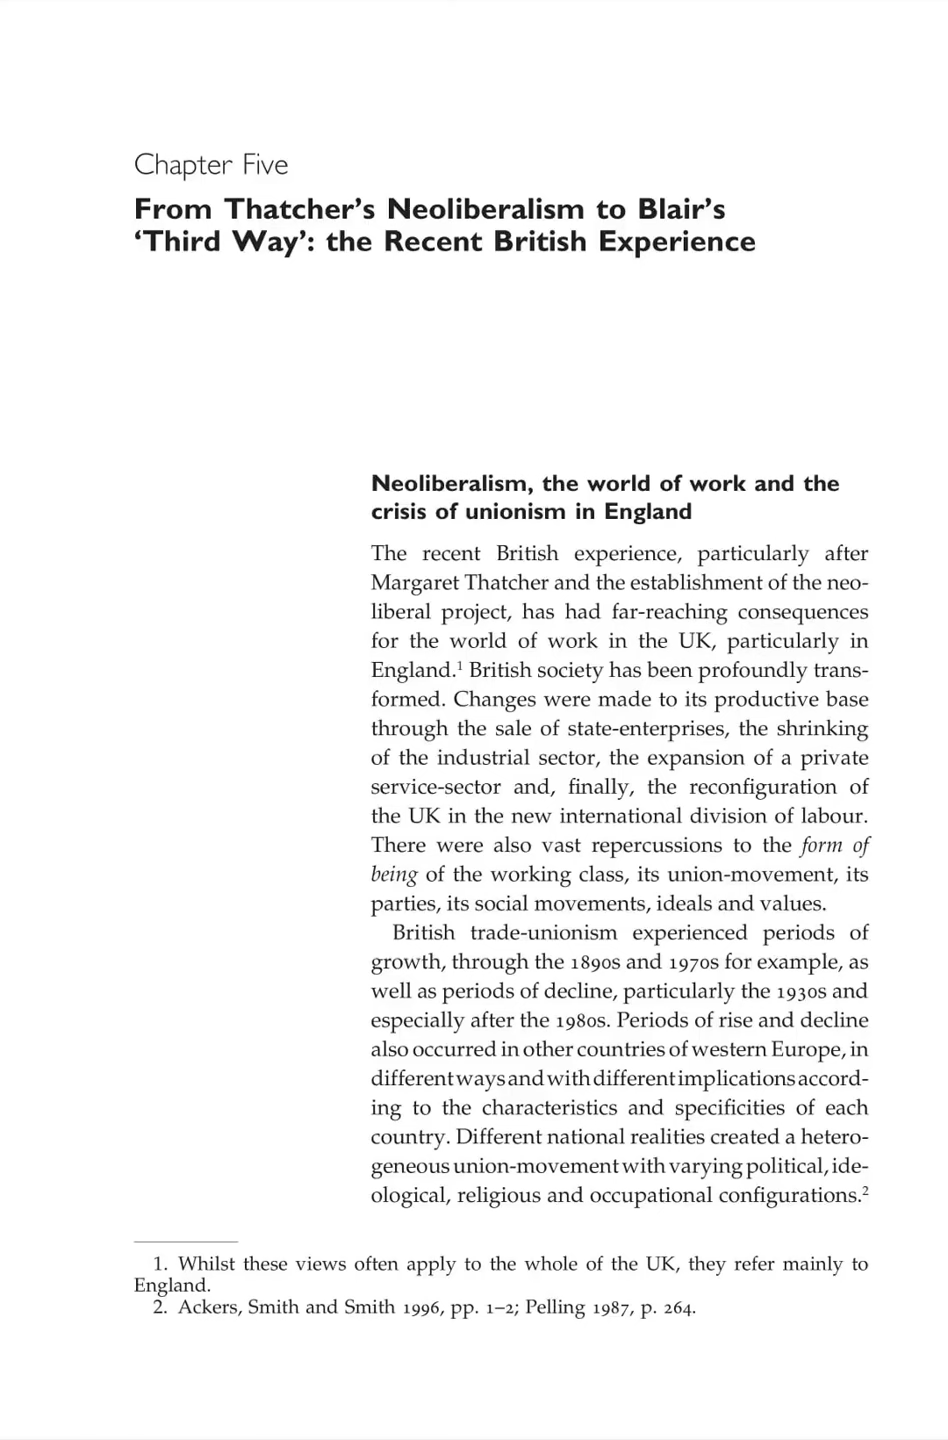 Chapter Five
From Thatcher’s Neoliberalism to Blair’s
‘Third Way’: the Recent British Experience
Neoliberalism, the world of work and the
crisis of unionism in England
The recent British experience, particularly after
Margaret Thatcher and the establishment of the neo-
liberal project, has had far-reaching consequences
for the world of work in the UK, particularly in
England.¹ British society has been profoundly trans-
formed. Changes were made to its productive base
through the sale of state-enterprises, the shrinking
of the industrial sector, the expansion of a private
service-sector and, finally, the reconfiguration of
the UK in the new international division of labour.
There were also vast repercussions to the form of
being of the working class, its union-movement, its
parties, its social movements, ideals and values.
British trade-unionism experienced periods of
growth, through the 1890s and 1970s for example, as
well as periods of decline, particularly the 1930s and
especially after the 1980s. Periods of rise and decline
also occurred in other countries of western Europe, in
different ways and with different implications accord-
ing to the characteristics and specificities of each
country. Different national realities created a hetero-
geneous union-movement with varying political, ide-
ological, religious and occupational configurations.²
1. Whilst these views often apply to the whole of the UK, they refer mainly to
England.
2. Ackers, Smith and Smith 1996, pp. 1–2; Pelling 1987, p. 264.